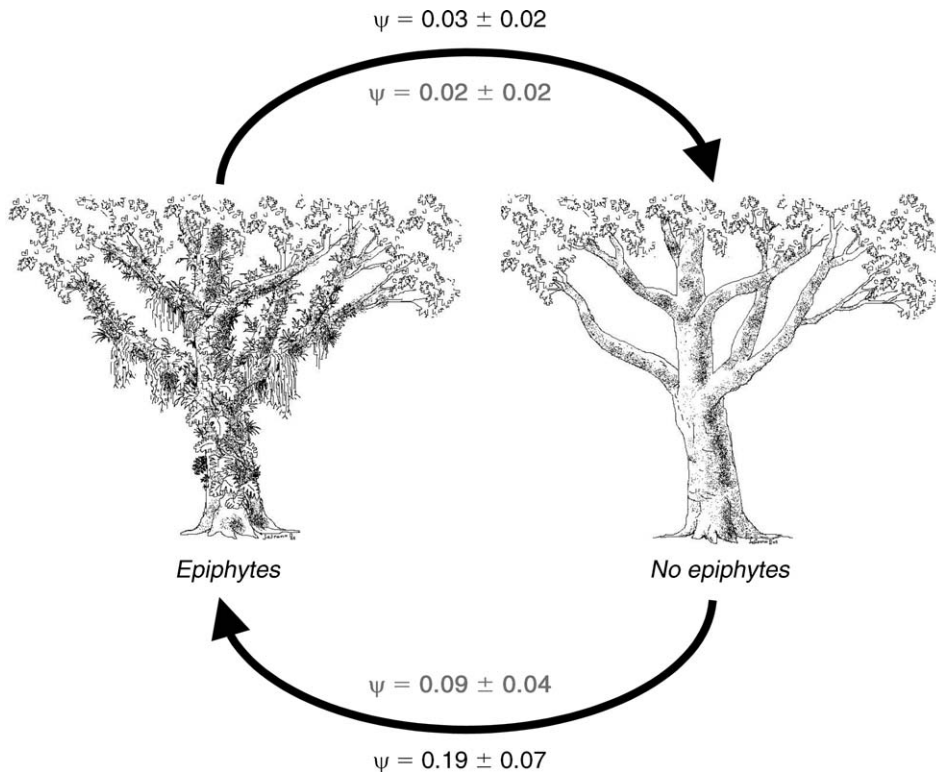 ψ = 0.03 ± 0.02
ψ = 0.02 ± 0.02
Epiphytes
No epiphytes
ψ = 0.09 ± 0.04
ψ = 0.19 ± 0.07